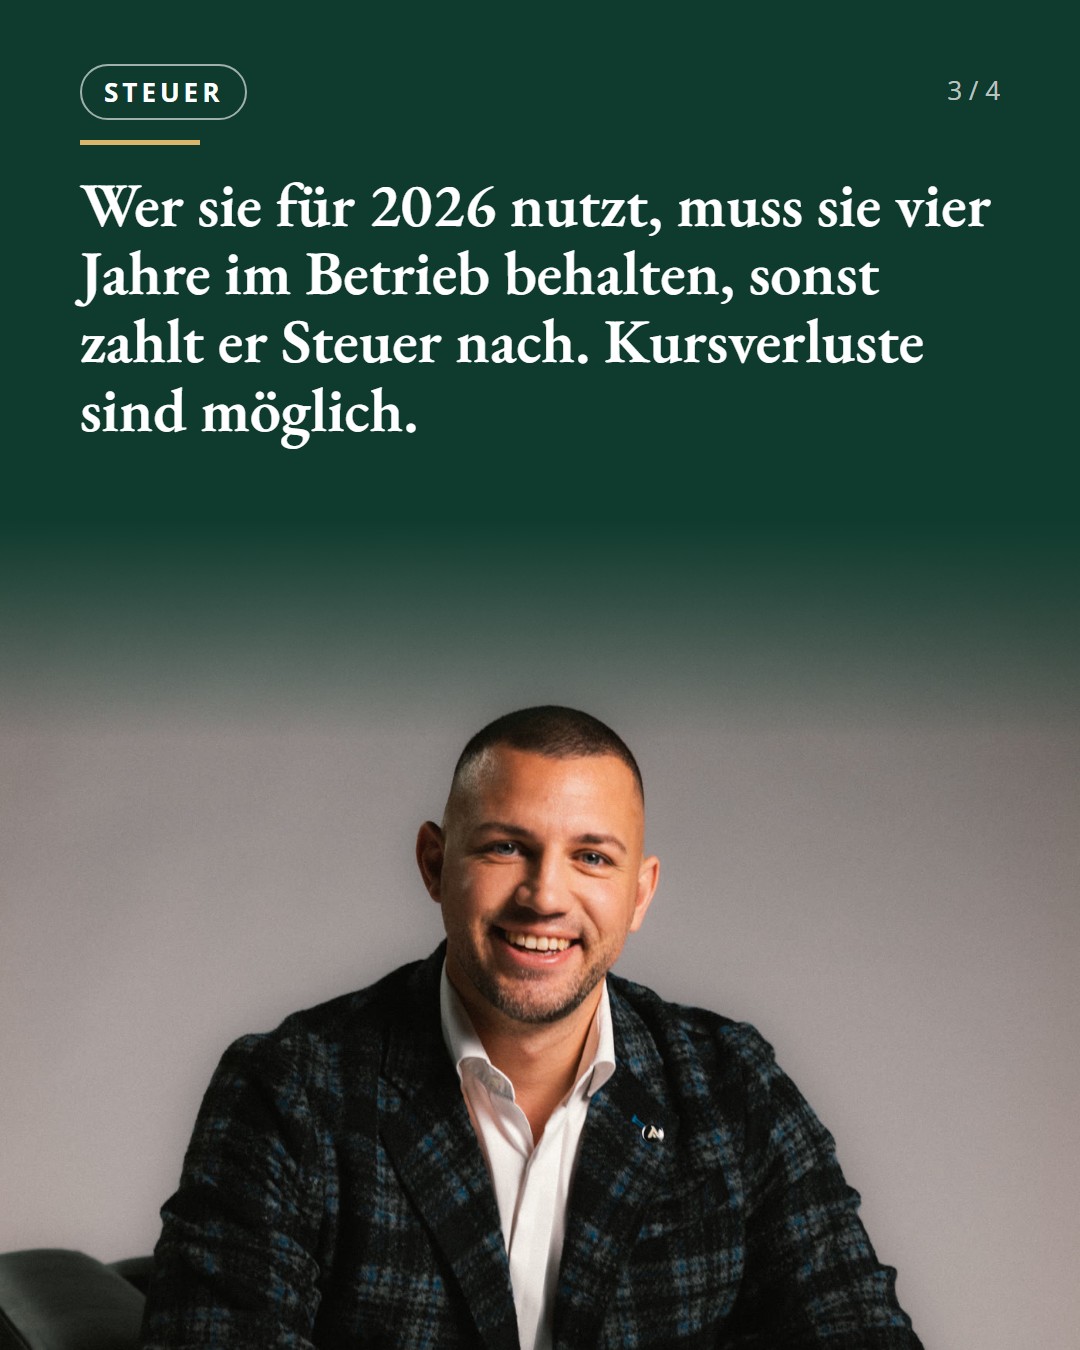 STEUER
3 / 4
Wer sie für 2026 nutzt, muss sie vier
Jahre im Betrieb behalten, sonst
zahlt er Steuer nach. Kursverluste
sind möglich.